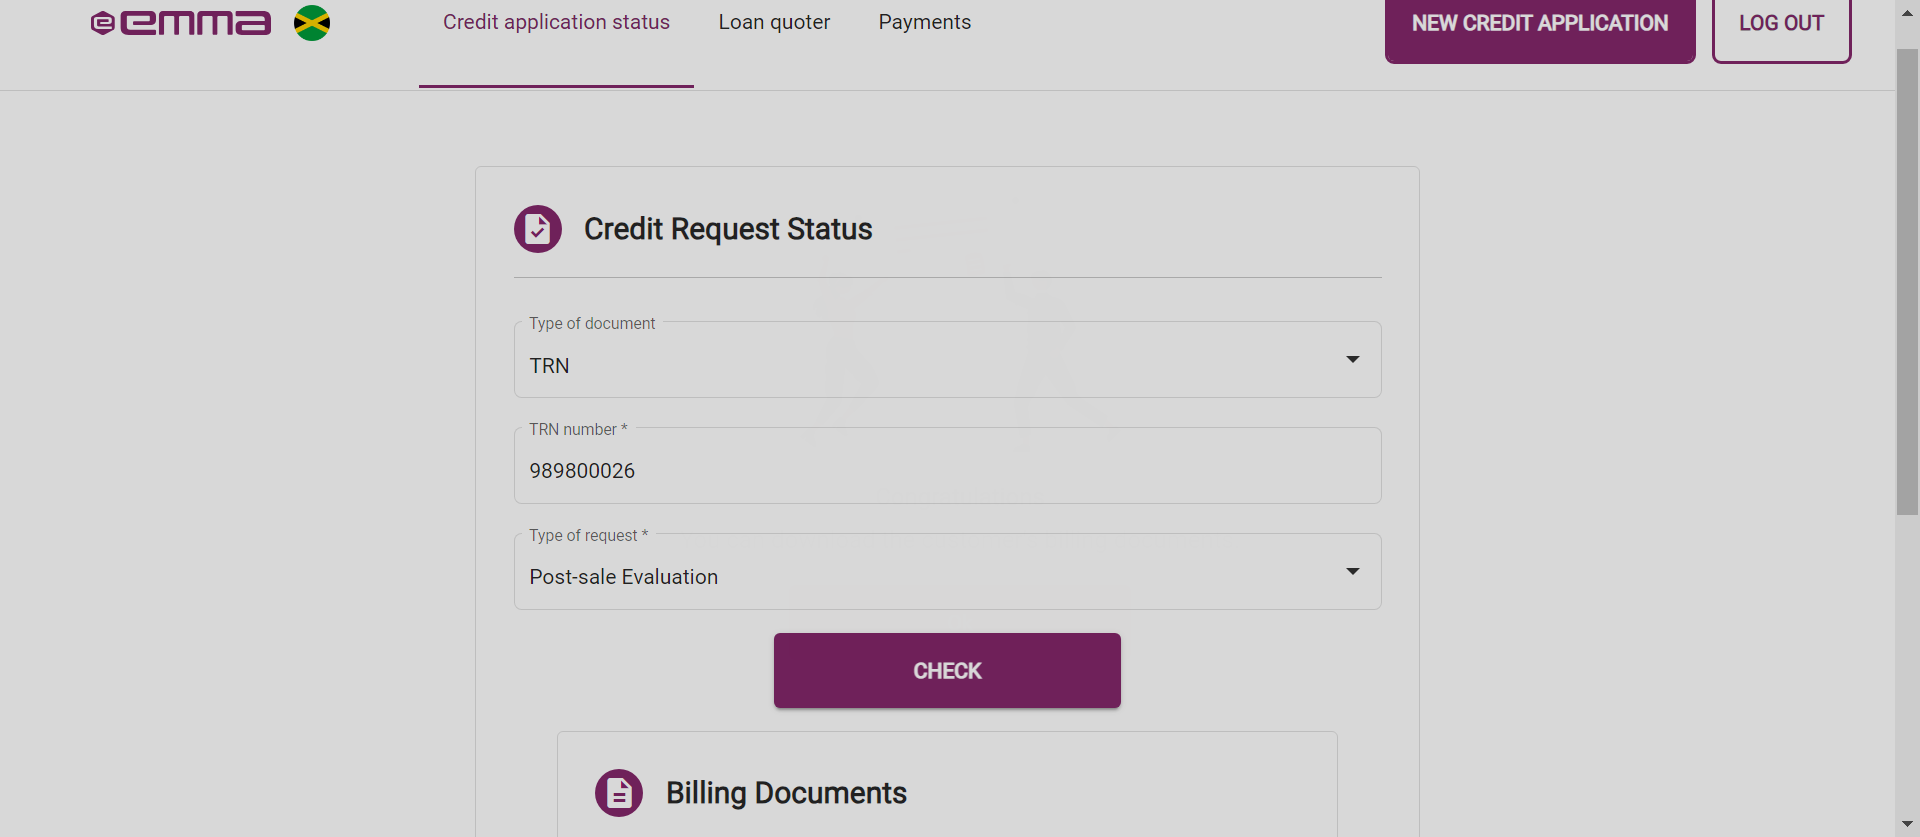 emma
Credit application status
Loan quoter
Payments
NEW CREDIT APPLICATION
LOG OUT
Credit Request Status
Type of document
TRN
TRN number *
989800026
Type of request *
Post-sale Evaluation
CHECK
Billing Documents